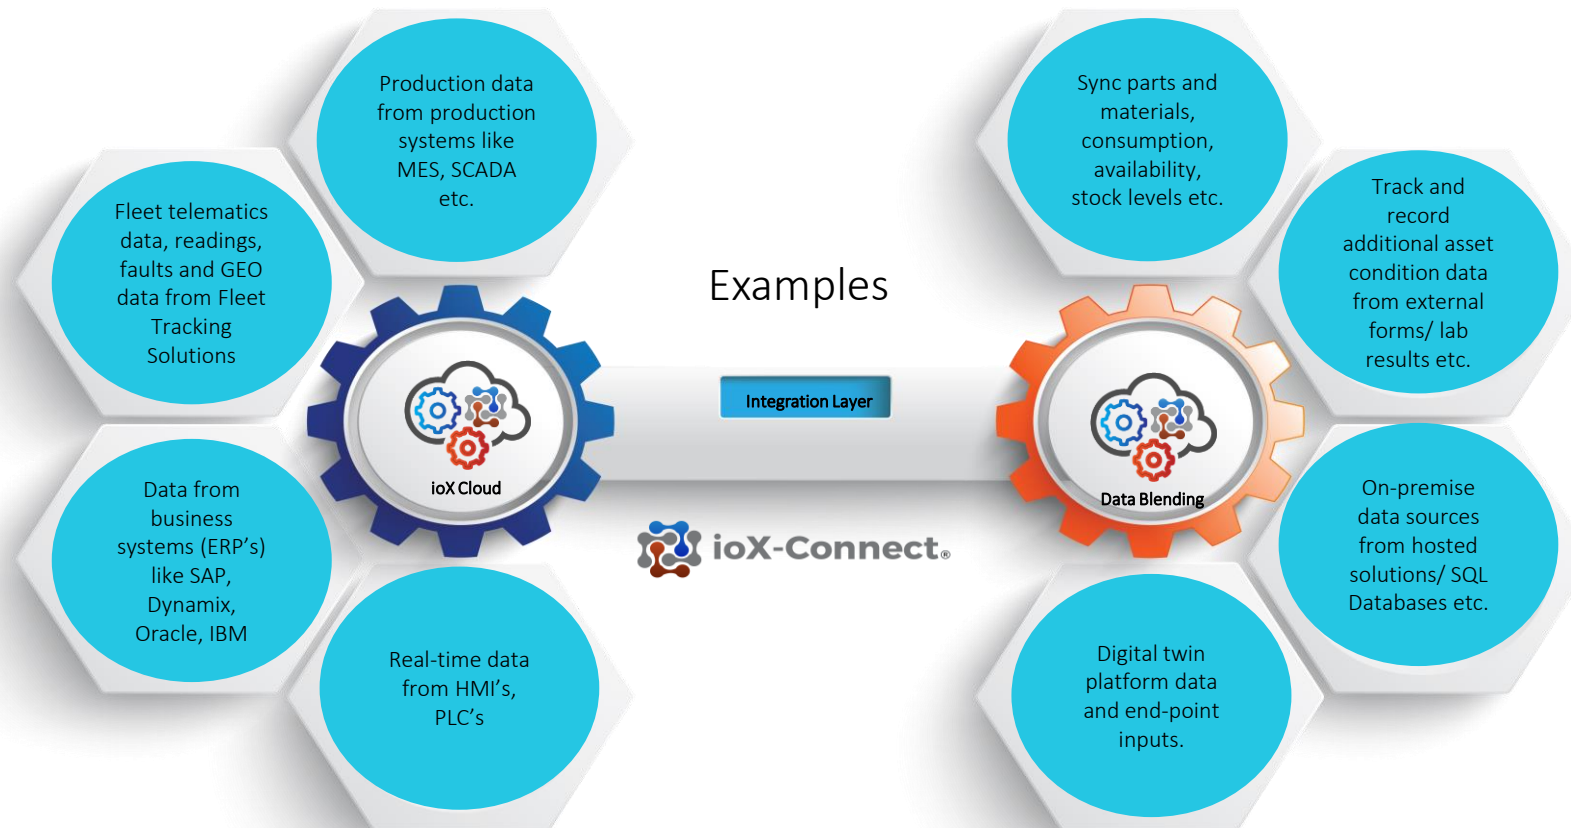 Production data
from production
systems like
MES, SCADA
etc.
Fleet telematics
data, readings,
faults and GEO
data from Fleet
Tracking
Solutions
Data from
business
systems (ERP's)
like SAP,
Dynamix,
Oracle, IBM
Real-time data
from HMI's,
PLC's
ioX Cloud
Examples
Integration Layer
ioX-Connect®
Data Blending
Sync parts and
materials,
consumption,
availability,
stock levels etc.
Track and
record
additional asset
condition data
from external
forms/ lab
results etc.
On-premise
data sources
from hosted
solutions/ SQL
Databases etc.
Digital twin
platform data
and end-point
inputs.